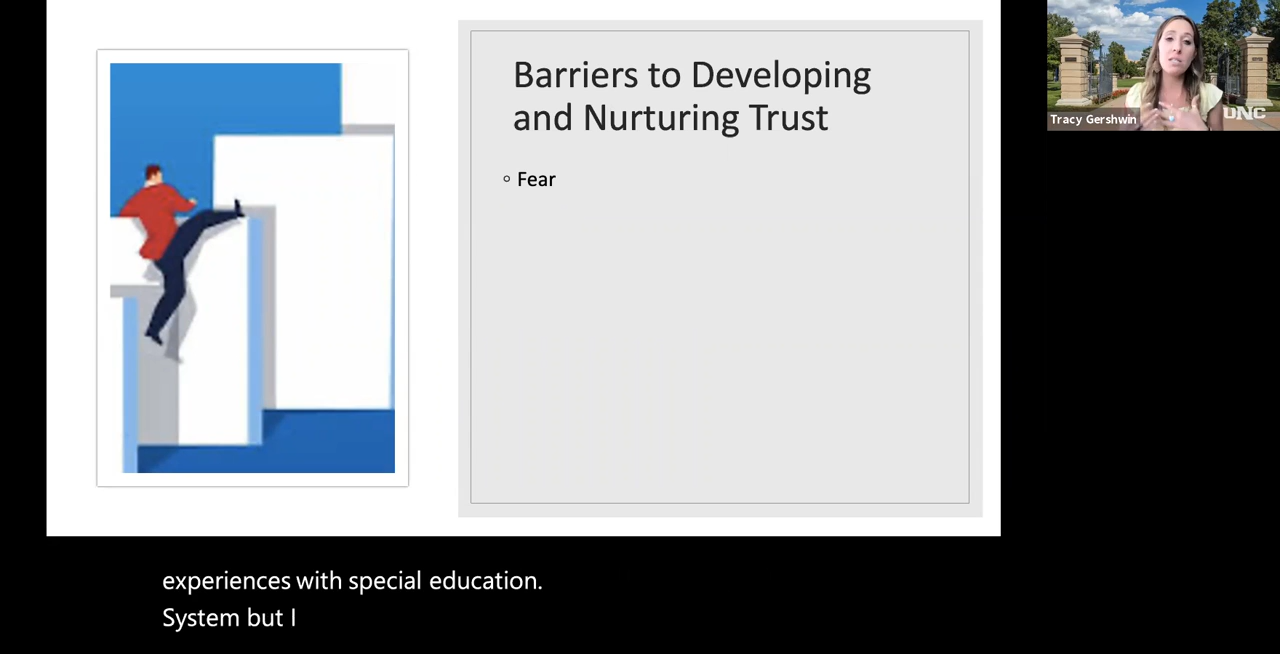 Barriers to Developing
and Nurturing Trust
◦ Fear
Tracy Gershwin
UNC
experiences with special education.
System but I